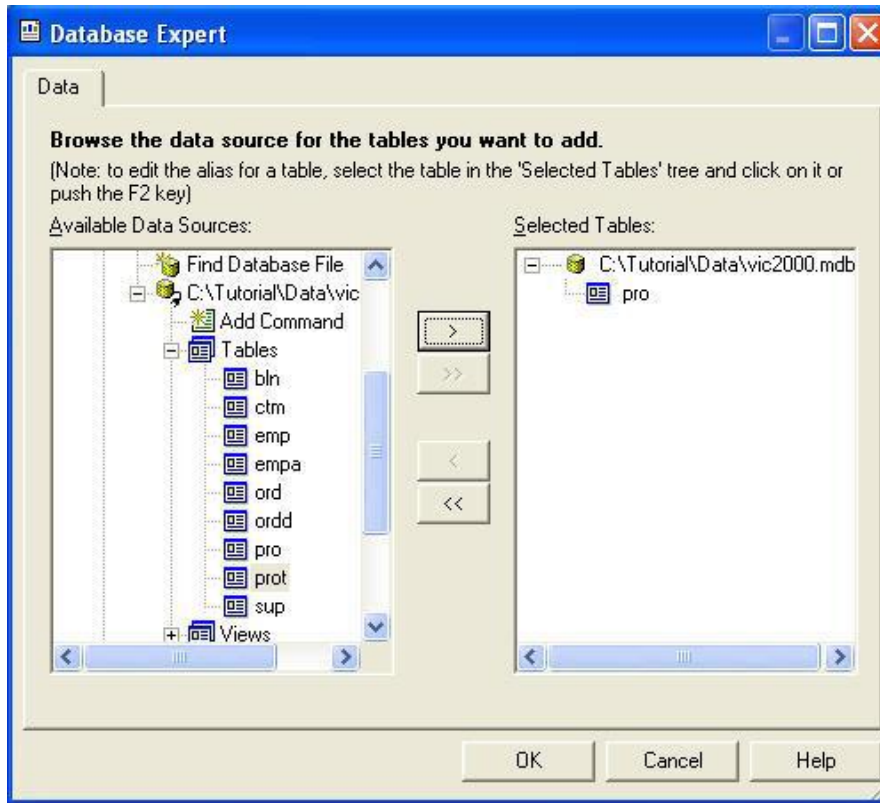 Database Expert
Data
Browse the data source for the tables you want to add.
(Note: to edit the alias for a table, select the table in the 'Selected Tables' tree and click on it or
push the F2 key)
Available Data Sources:
Find Database File
C:\Tutorial\Data\vic
Add Command
Tables
bln
ctm
emp
empa
ord
ordd
pro
prot
sup
Views
>
>>
<
<<
Selected Tables:
C:\Tutorial\Data\vic2000.mdb
pro
OK
Cancel
Help